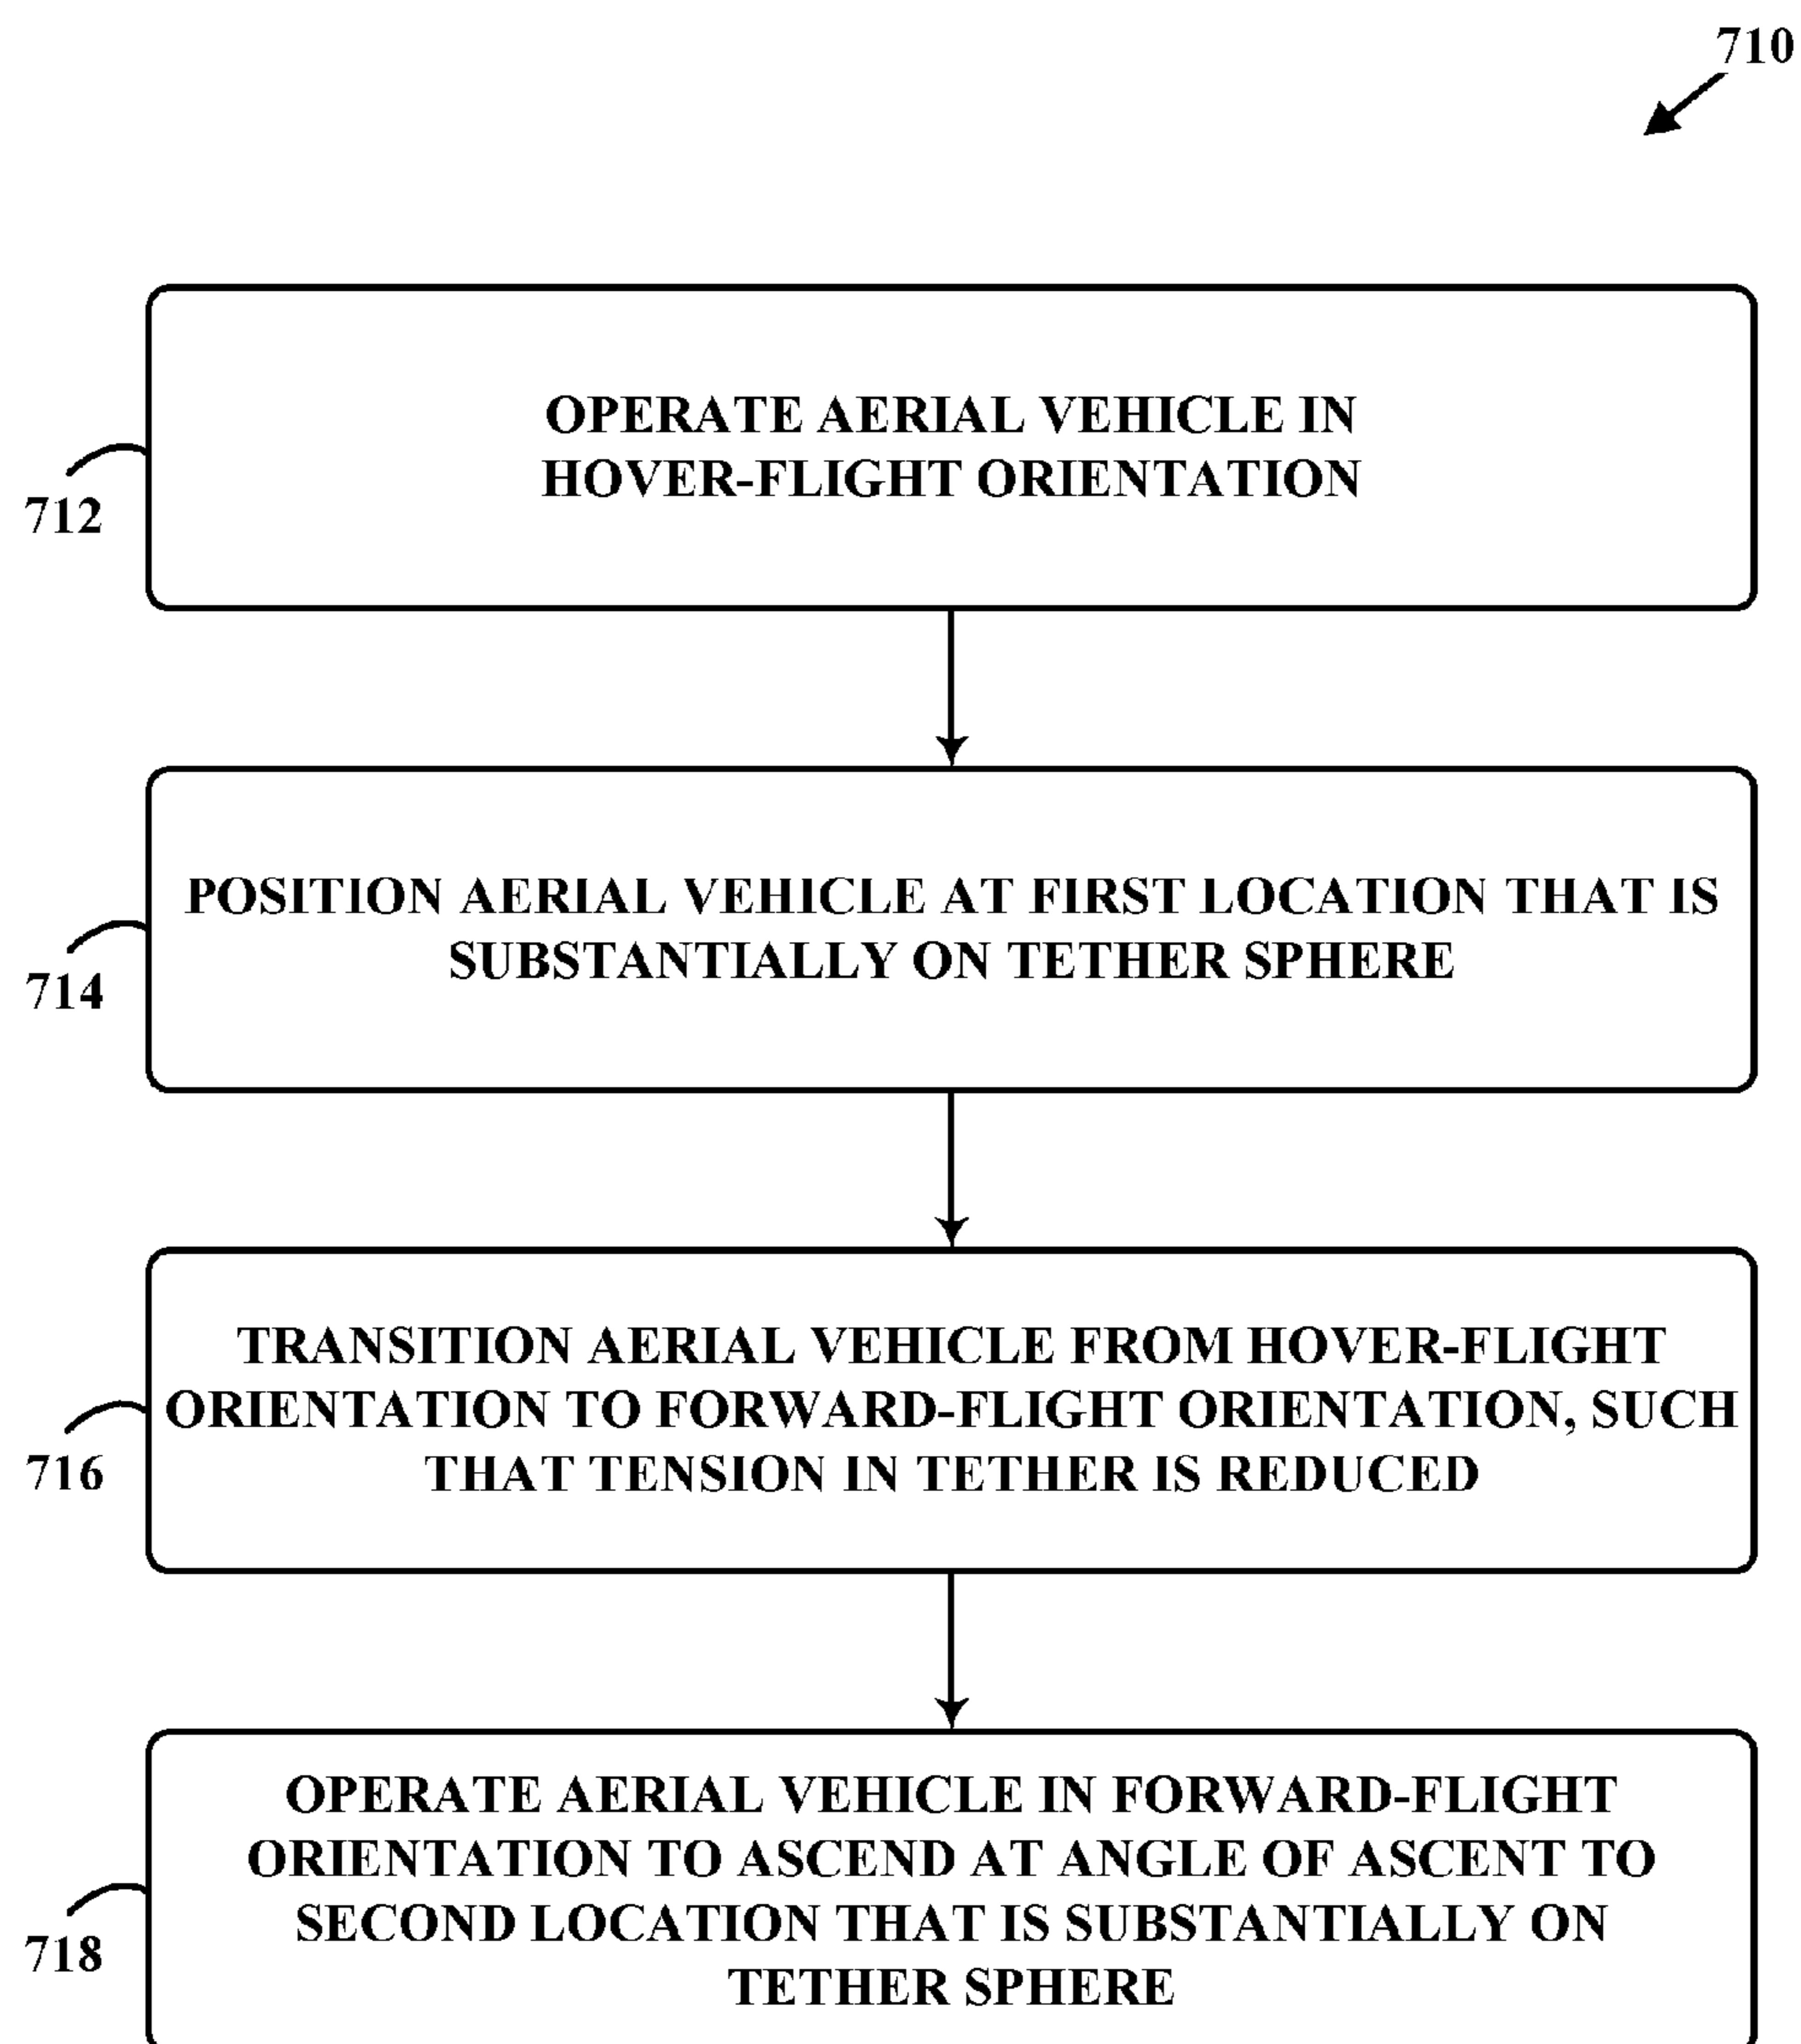 710
OPERATE AERIAL VEHICLE IN
HOVER-FLIGHT ORIENTATION
712
POSITION AERIAL VEHICLE AT FIRST LOCATION THAT IS
SUBSTANTIALLY ON TETHER SPHERE
714
TRANSITION AERIAL VEHICLE FROM HOVER-FLIGHT
ORIENTATION TO FORWARD-FLIGHT ORIENTATION, SUCH
THAT TENSION IN TETHER IS REDUCED
716
OPERATE AERIAL VEHICLE IN FORWARD-FLIGHT
ORIENTATION TO ASCEND AT ANGLE OF ASCENT TO
SECOND LOCATION THAT IS SUBSTANTIALLY ON
TETHER SPHERE
718